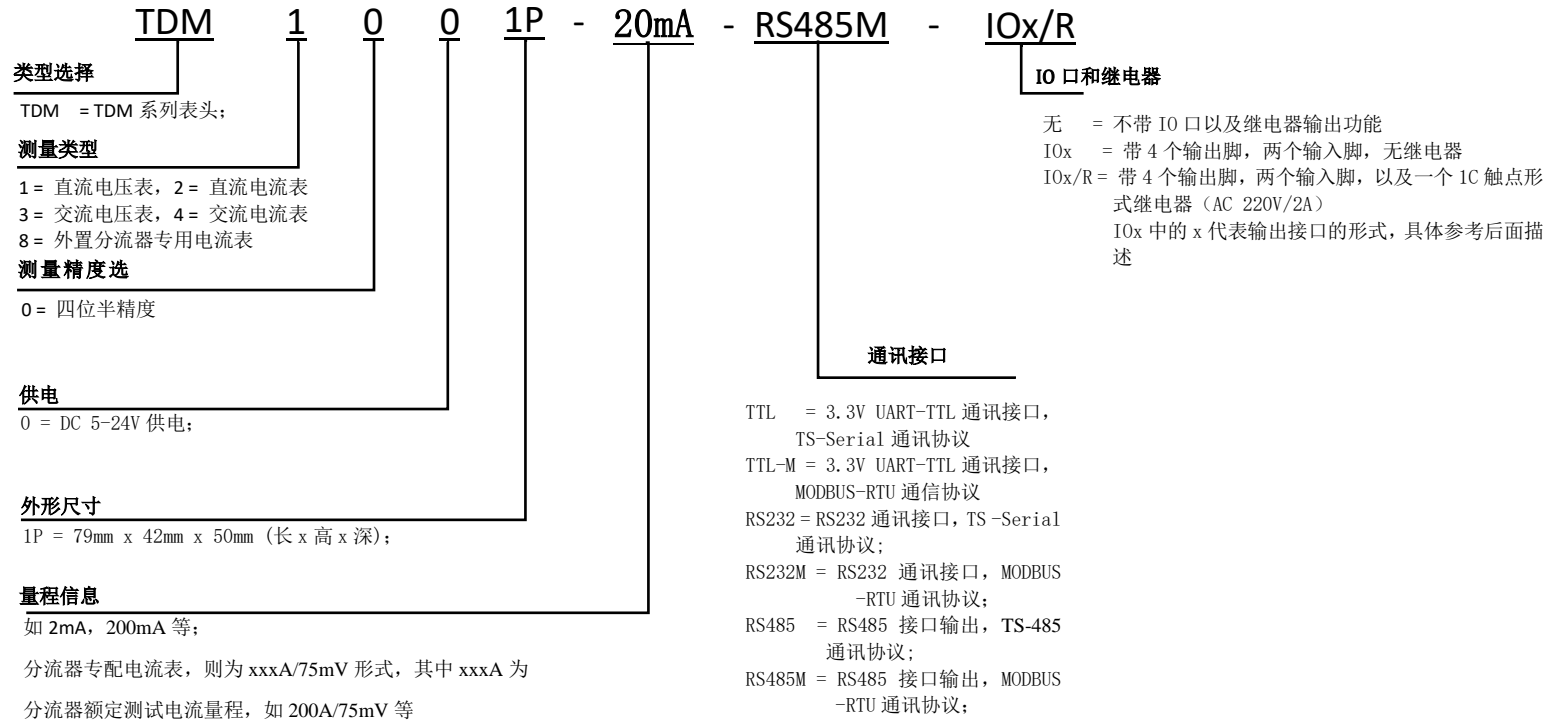 TDM 1 0 0 1P - 20mA - RS485M - IOx/R
类型选择
TDM = TDM 系列表头;
测量类型
1 = 直流电压表，2 = 直流电流表
3 = 交流电压表，4 = 交流电流表
8 = 外置分流器专用电流表
测量精度选
0 = 四位半精度
供电
0 = DC 5-24V 供电;
外形尺寸
1P = 79mm x 42mm x 50mm (长 x 高 x 深);
量程信息
如 2mA，200mA 等;
分流器专配电流表，则为 xxxA/75mV 形式，其中 xxxA 为
分流器额定测试电流量程，如 200A/75mV 等
IO 口和继电器
无 = 不带 IO 口以及继电器输出功能
IOx = 带 4 个输出脚，两个输入脚，无继电器
IOx/R = 带 4 个输出脚，两个输入脚，以及一个 1C 触点形
式继电器（AC 220V/2A）
IOx 中的 x 代表输出接口的形式，具体参考后面描
述
通讯接口
TTL = 3.3V UART-TTL 通讯接口，
TS-Serial 通讯协议
TTL-M = 3.3V UART-TTL 通讯接口，
MODBUS-RTU 通信协议
RS232 = RS232 通讯接口，TS-Serial
通讯协议;
RS232M = RS232 通讯接口，MODBUS
-RTU 通讯协议;
RS485 = RS485 接口输出，TS-485
通讯协议;
RS485M = RS485 接口输出，MODBUS
-RTU 通讯协议;